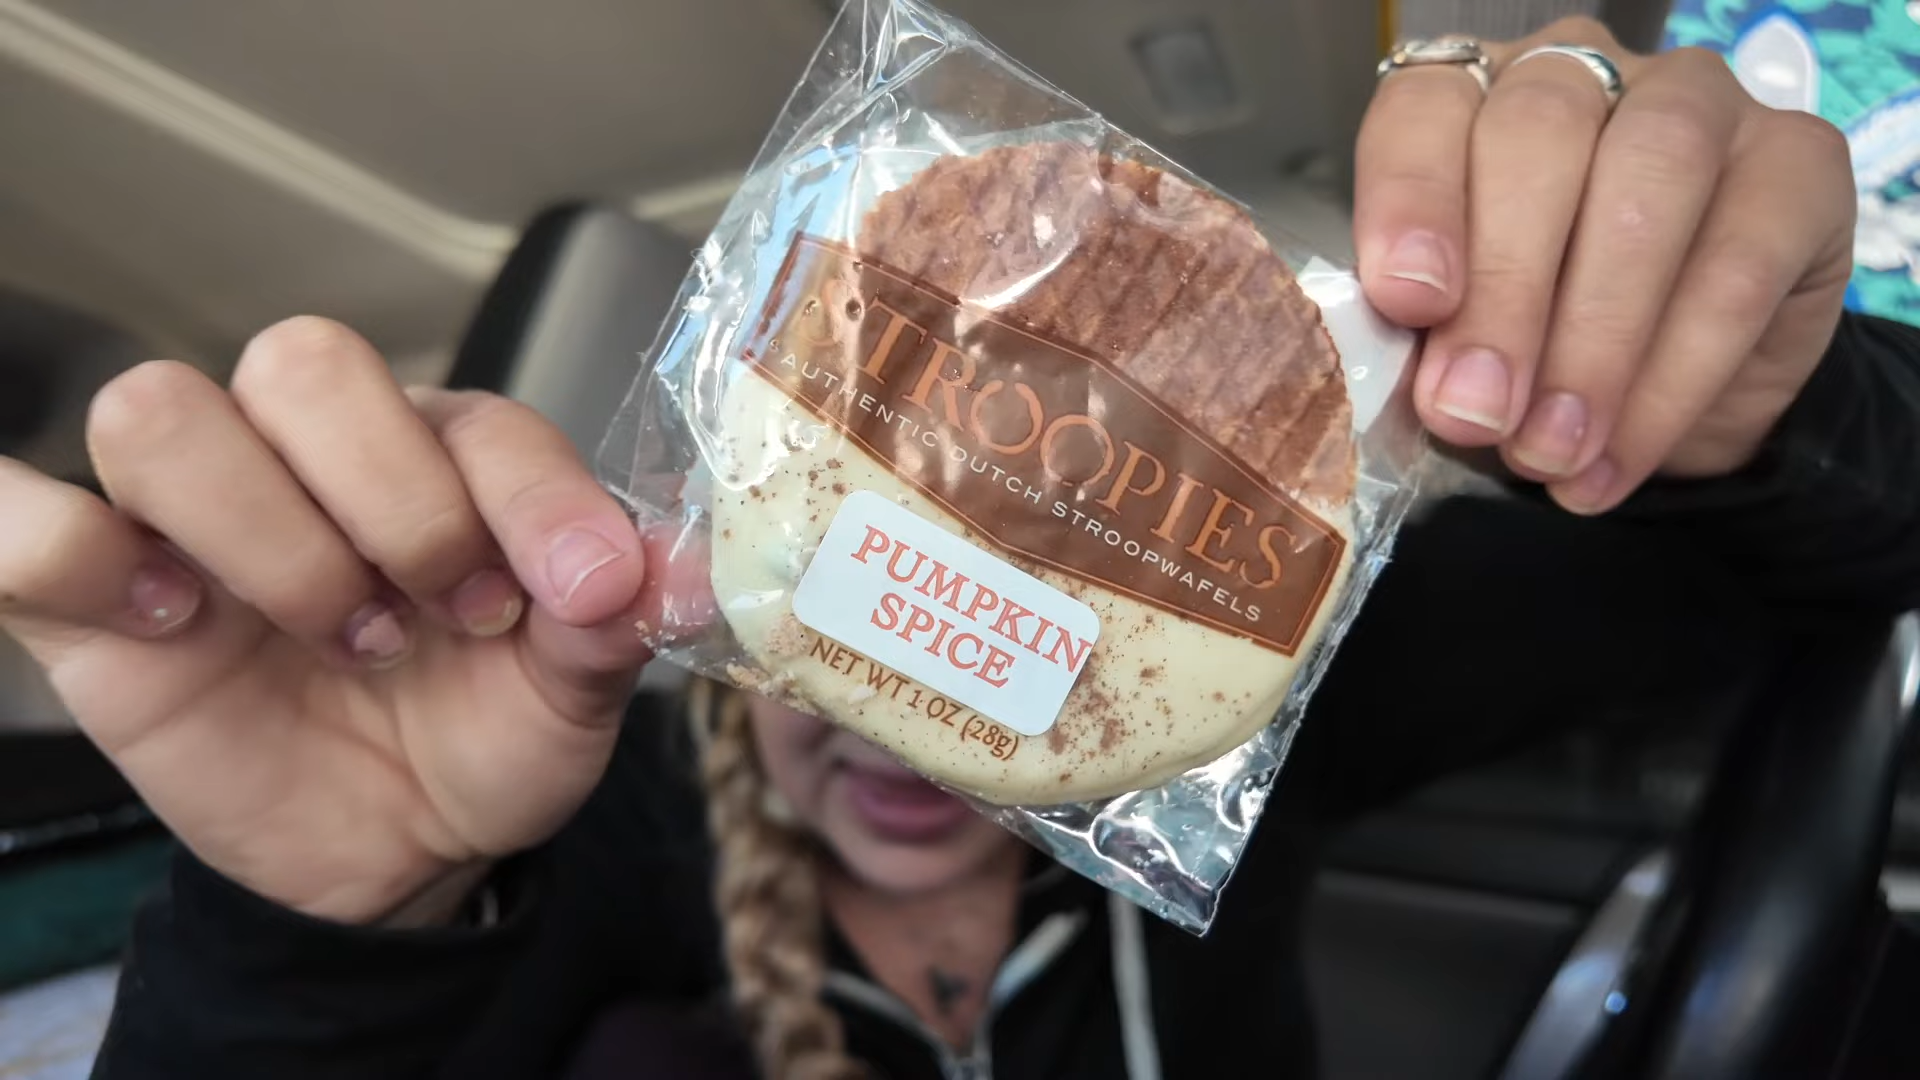 STROOPIES
AUTHENTIC DUTCH STROOPWAFELS
PUMPKIN
SPICE
NET WT 1 OZ (28g)